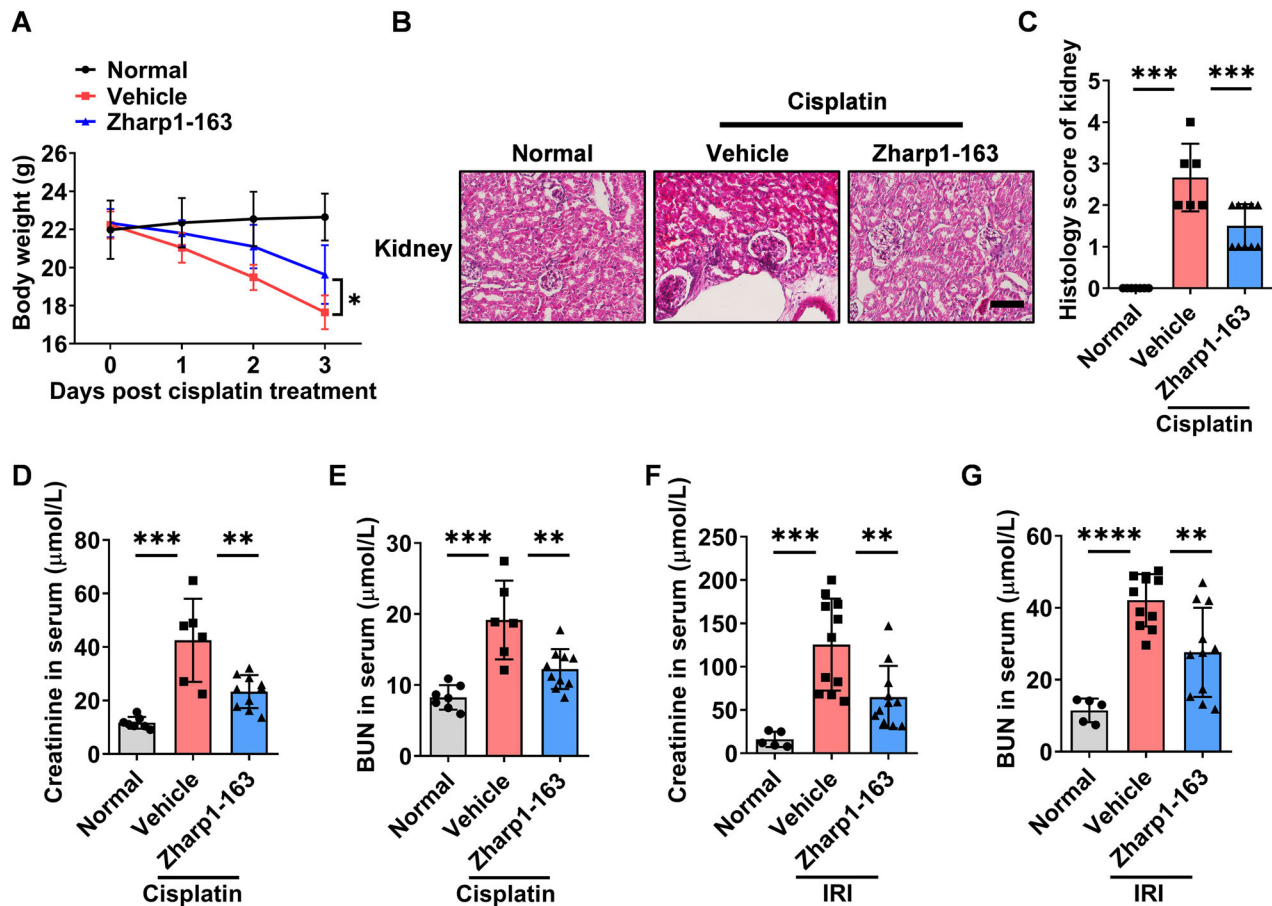 A
Normal
Vehicle
Zharp1-163
Body weight (g)
26
24
22
20
18
16
*
0 1 2 3
Days post cisplatin treatment
B
Cisplatin
Normal Vehicle Zharp1-163
Kidney
C
Histology score of kidney
*** ***
5
4
3
2
1
0
Normal
Vehicle
Zharp1-163
Cisplatin
D
Creatinine in serum (μmol/L)
*** **
80
60
40
20
0
Normal
Vehicle
Zharp1-163
Cisplatin
E
BUN in serum (μmol/L)
*** **
30
20
10
0
Normal
Vehicle
Zharp1-163
Cisplatin
F
Creatinine in serum (μmol/L)
*** **
250
200
150
100
50
0
Normal
Vehicle
Zharp1-163
IRI
G
BUN in serum (μmol/L)
**** **
60
40
20
0
Normal
Vehicle
Zharp1-163
IRI